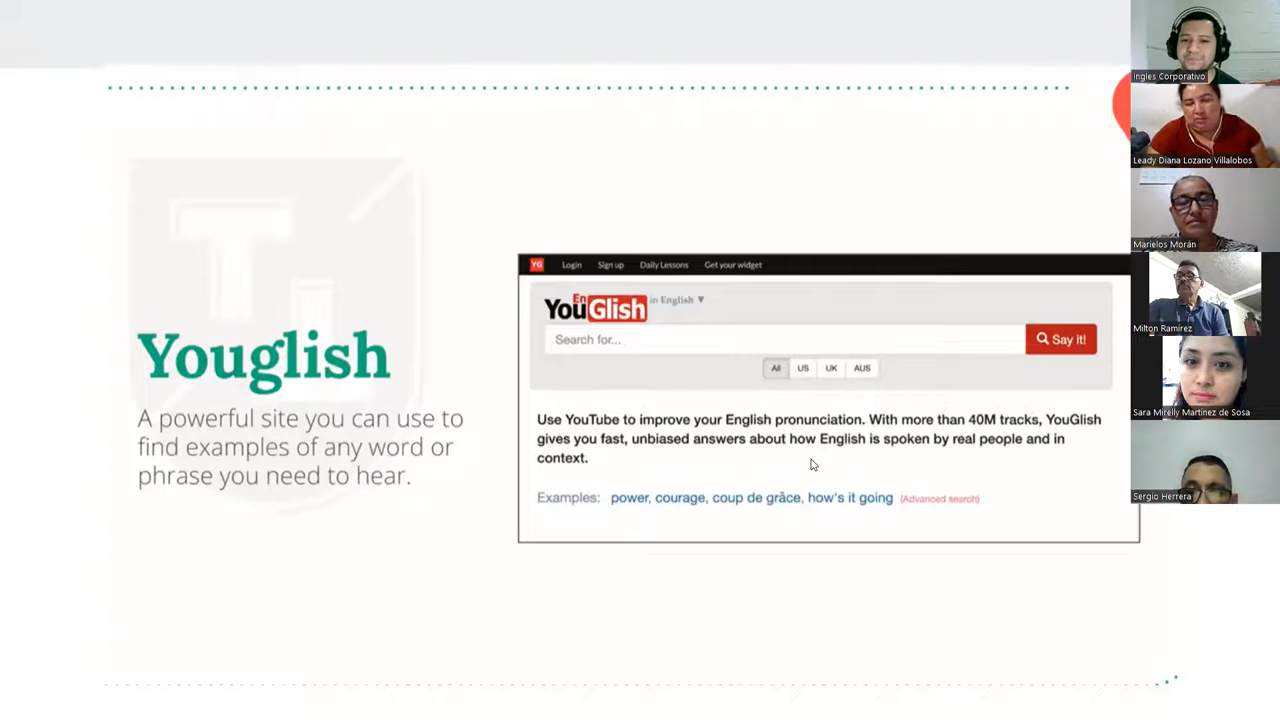 Youglish
A powerful site you can use to
find examples of any word or
phrase you need to hear.
YG Login Sign up Daily Lessons Get your widget
YouGlish En in English ▼
Search for... Say it!
All US UK AUS
Use YouTube to improve your English pronunciation. With more than 40M tracks, YouGlish
gives you fast, unbiased answers about how English is spoken by real people and in
context.
Examples: power, courage, coup de grâce, how's it going (Advanced search)
Ingles Corporativo
Leady Diana Lozano Villalobos
Marielos Morán
Milton Ramirez
Sara Mirelly Martinez de Sosa
Sergio Herrera